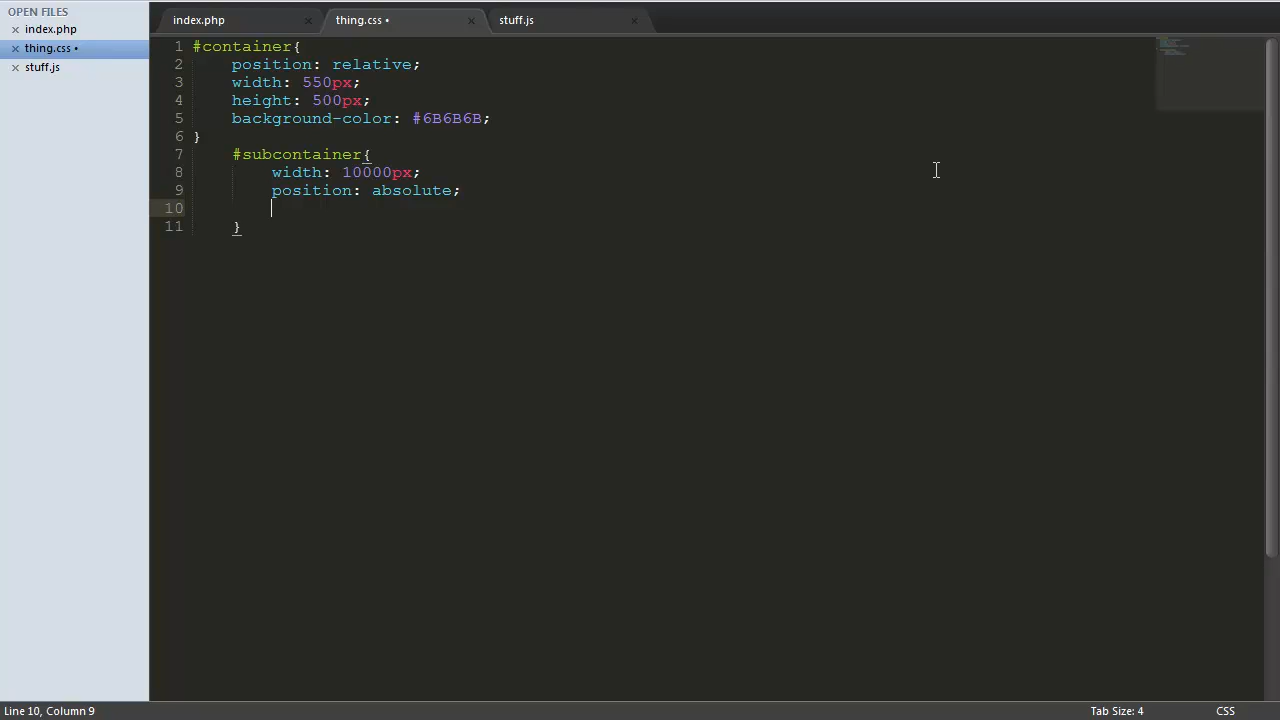 OPEN FILES
index.php
thing.css •
stuff.js
index.php
thing.css •
stuff.js
1 #container{
2 position: relative;
3 width: 550px;
4 height: 500px;
5 background-color: #6B6B6B;
6 }
7 #subcontainer{
8 width: 10000px;
9 position: absolute;
10
11 }
Line 10, Column 9
Tab Size: 4
CSS